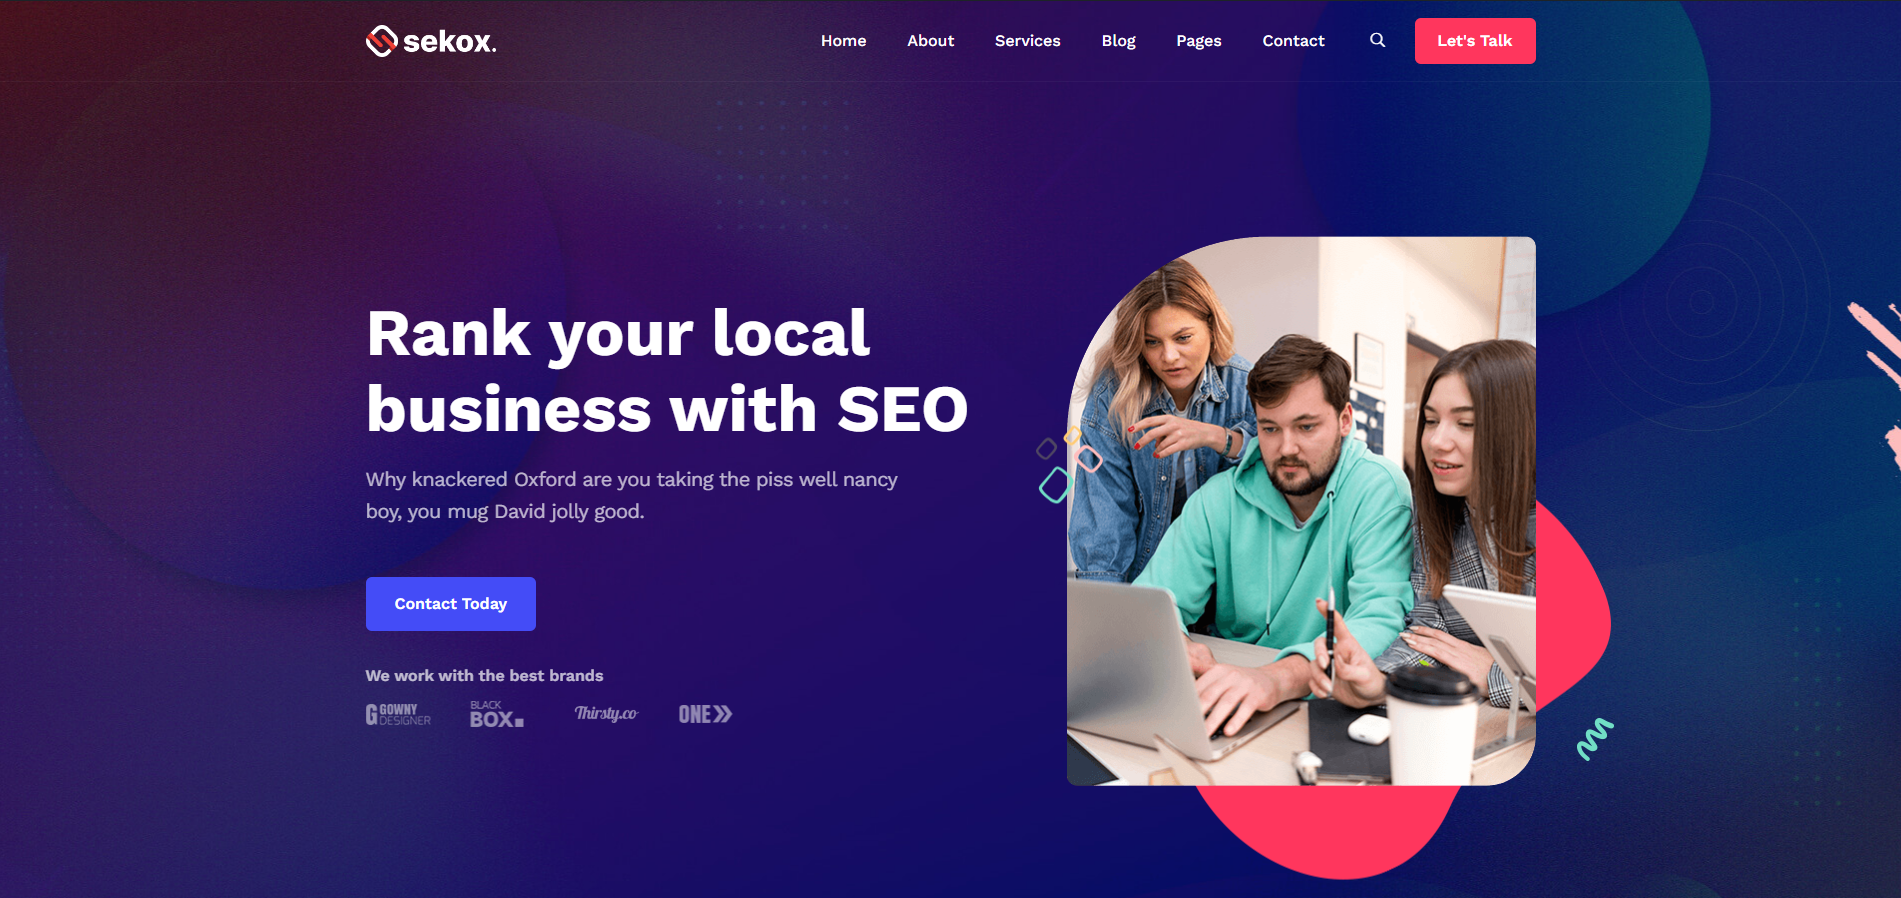 sekox.
Home About Services Blog Pages Contact Let's Talk
Rank your local
business with SEO
Why knackered Oxford are you taking the piss well nancy
boy, you mug David jolly good.
Contact Today
We work with the best brands
GOWNY
DESIGNER
BLACK
BOX
Thirsty.co
ONE